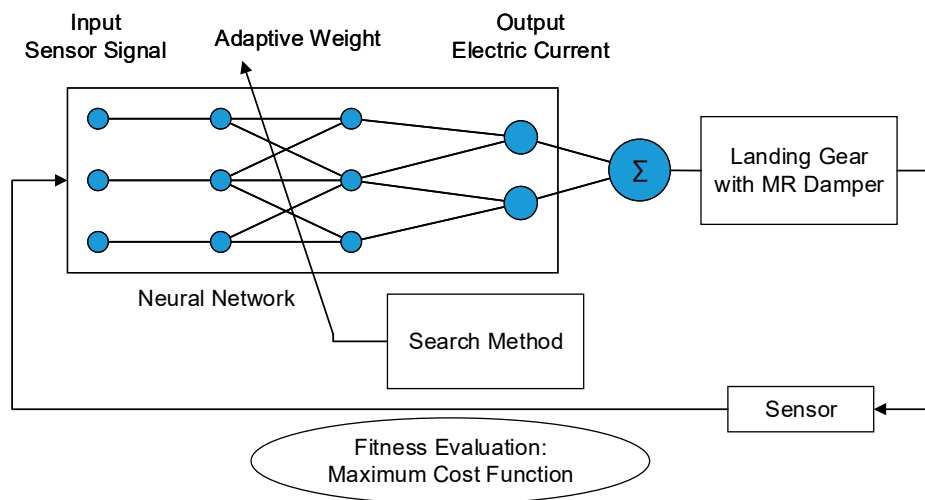 Input
Sensor Signal
Adaptive Weight
Output
Electric Current
Σ
Landing Gear
with MR Damper
Neural Network
Search Method
Sensor
Fitness Evaluation:
Maximum Cost Function